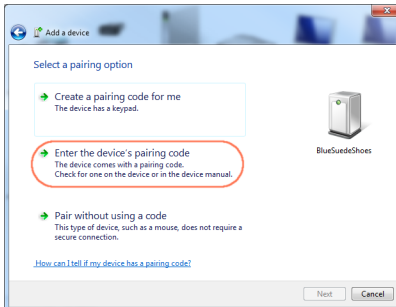 Add a device
Select a pairing option
Create a pairing code for me
The device has a keypad.
Enter the device's pairing code
The device comes with a pairing code.
Check for one on the device or in the device manual.
BlueSuedeShoes
Pair without using a code
This type of device, such as a mouse, does not require a
secure connection.
How can I tell if my device has a pairing code?
Next
Cancel